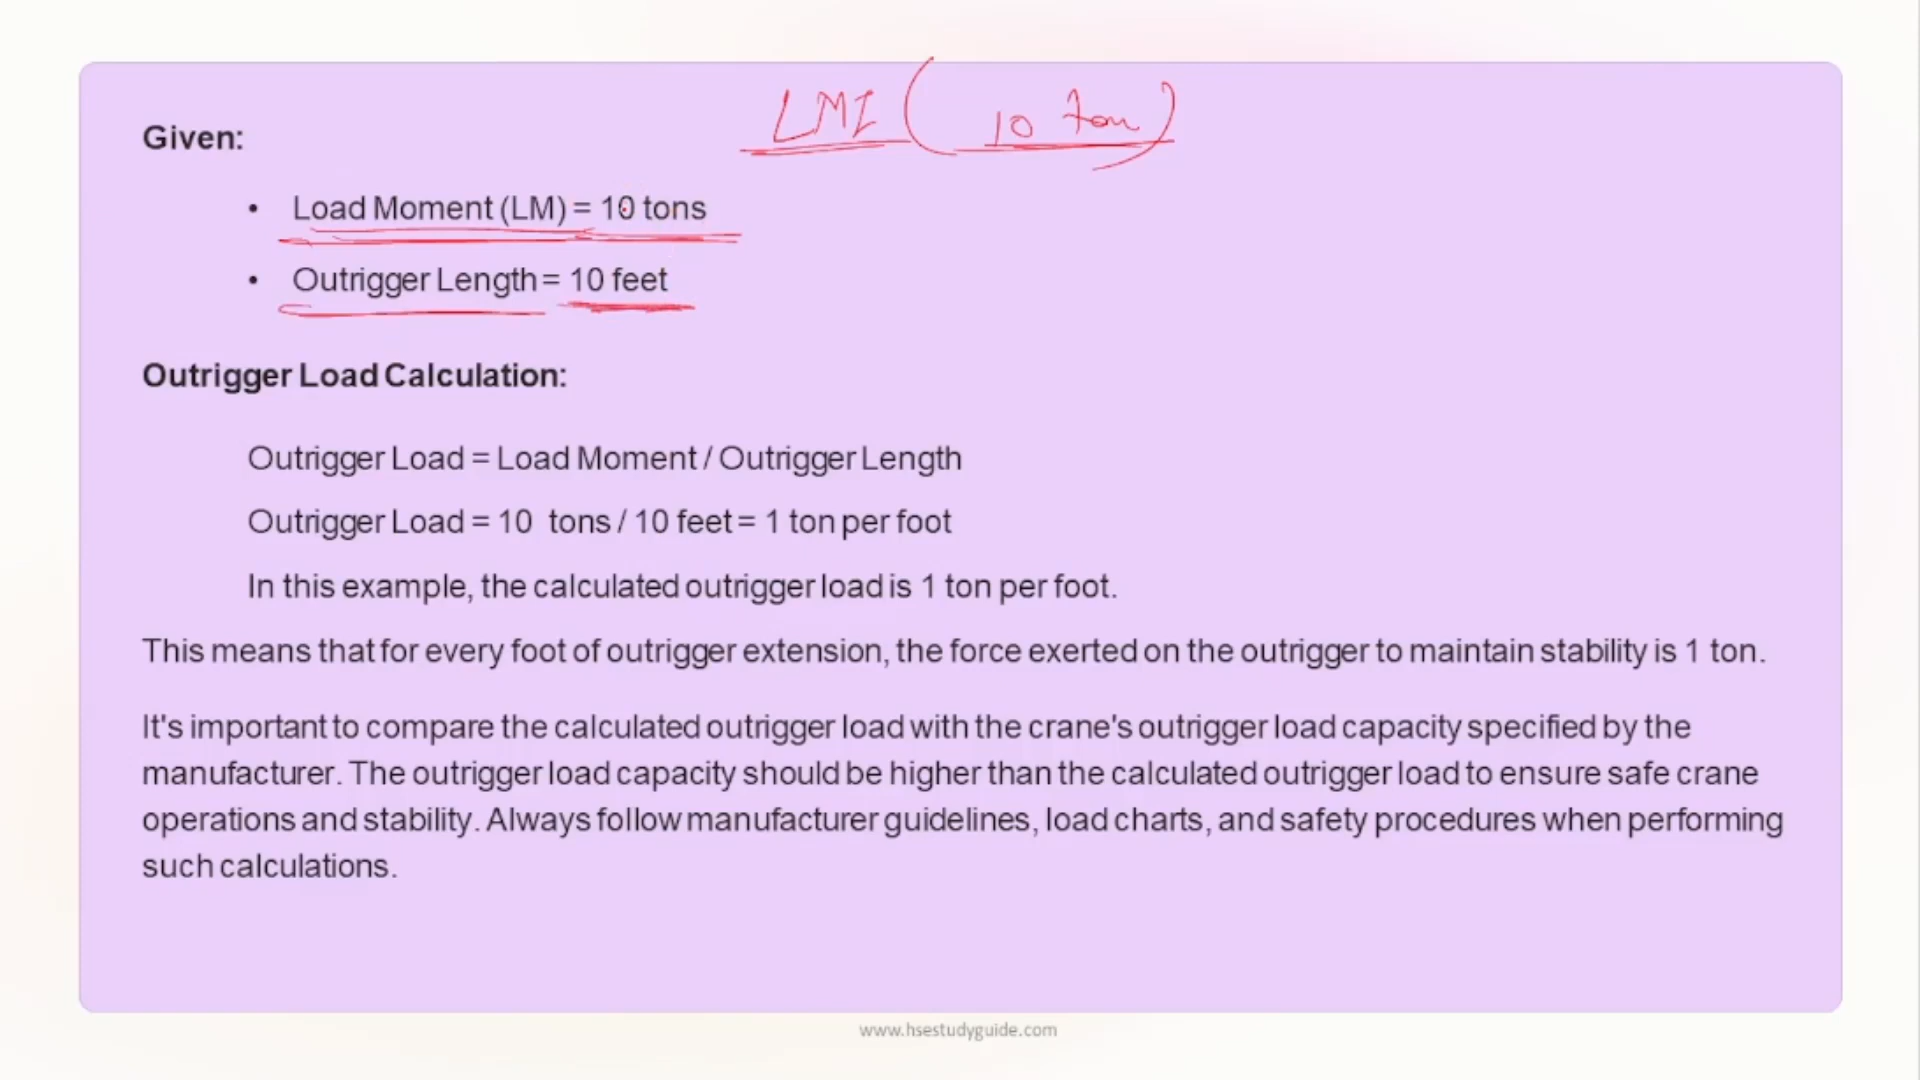 LMI ( 10 ton )
Given:
• Load Moment (LM) = 10 tons
• Outrigger Length = 10 feet
Outrigger Load Calculation:
Outrigger Load = Load Moment / Outrigger Length
Outrigger Load = 10 tons / 10 feet = 1 ton per foot
In this example, the calculated outrigger load is 1 ton per foot.
This means that for every foot of outrigger extension, the force exerted on the outrigger to maintain stability is 1 ton.
It's important to compare the calculated outrigger load with the crane's outrigger load capacity specified by the
manufacturer. The outrigger load capacity should be higher than the calculated outrigger load to ensure safe crane
operations and stability. Always follow manufacturer guidelines, load charts, and safety procedures when performing
such calculations.
www.hsestudyguide.com